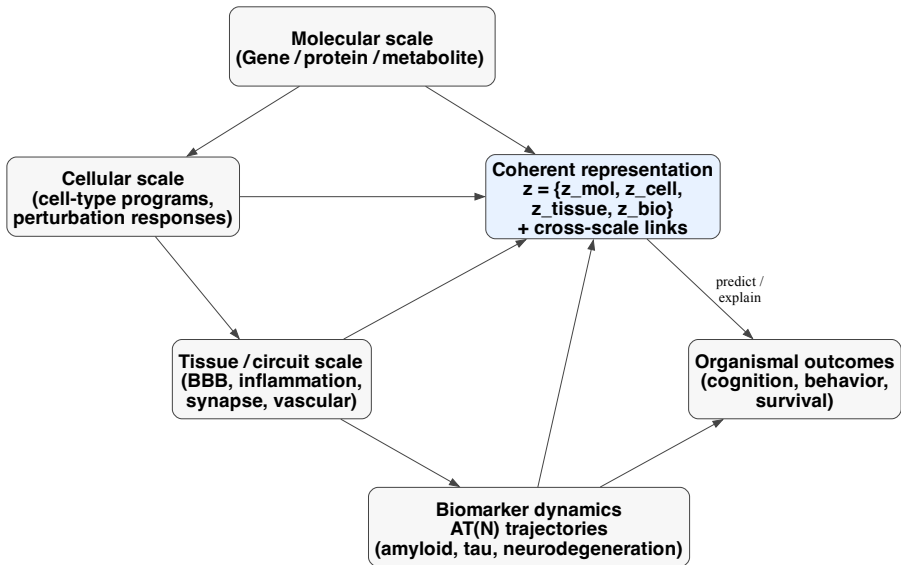 Molecular scale
(Gene / protein / metabolite)
Cellular scale
(cell-type programs,
perturbation responses)
Coherent representation
z = {z_mol, z_cell,
z_tissue, z_bio}
+ cross-scale links
predict /
explain
Tissue / circuit scale
(BBB, inflammation,
synapse, vascular)
Organismal outcomes
(cognition, behavior,
survival)
Biomarker dynamics
AT(N) trajectories
(amyloid, tau, neurodegeneration)